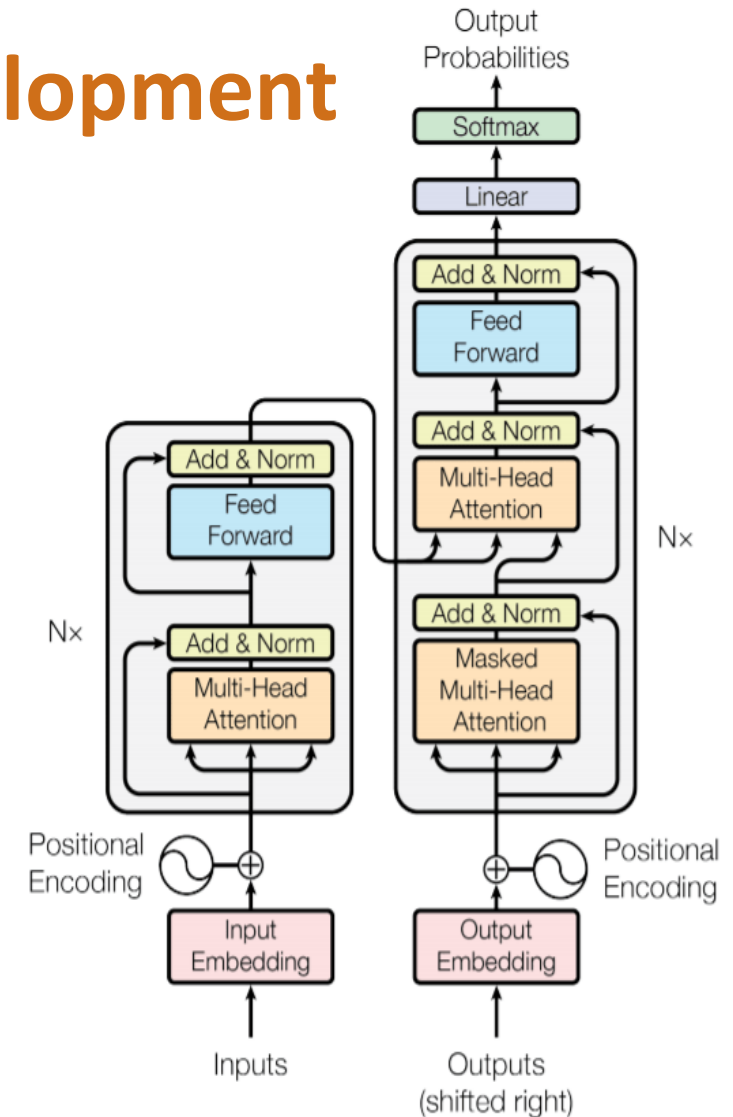 lopment
Output
Probabilities
Softmax
Linear
Add & Norm
Feed
Forward
Add & Norm
Multi-Head
Attention
Nx
Add & Norm
Masked
Multi-Head
Attention
Add & Norm
Feed
Forward
Nx
Add & Norm
Multi-Head
Attention
Positional
Encoding
Positional
Encoding
Input
Embedding
Output
Embedding
Inputs
Outputs
(shifted right)